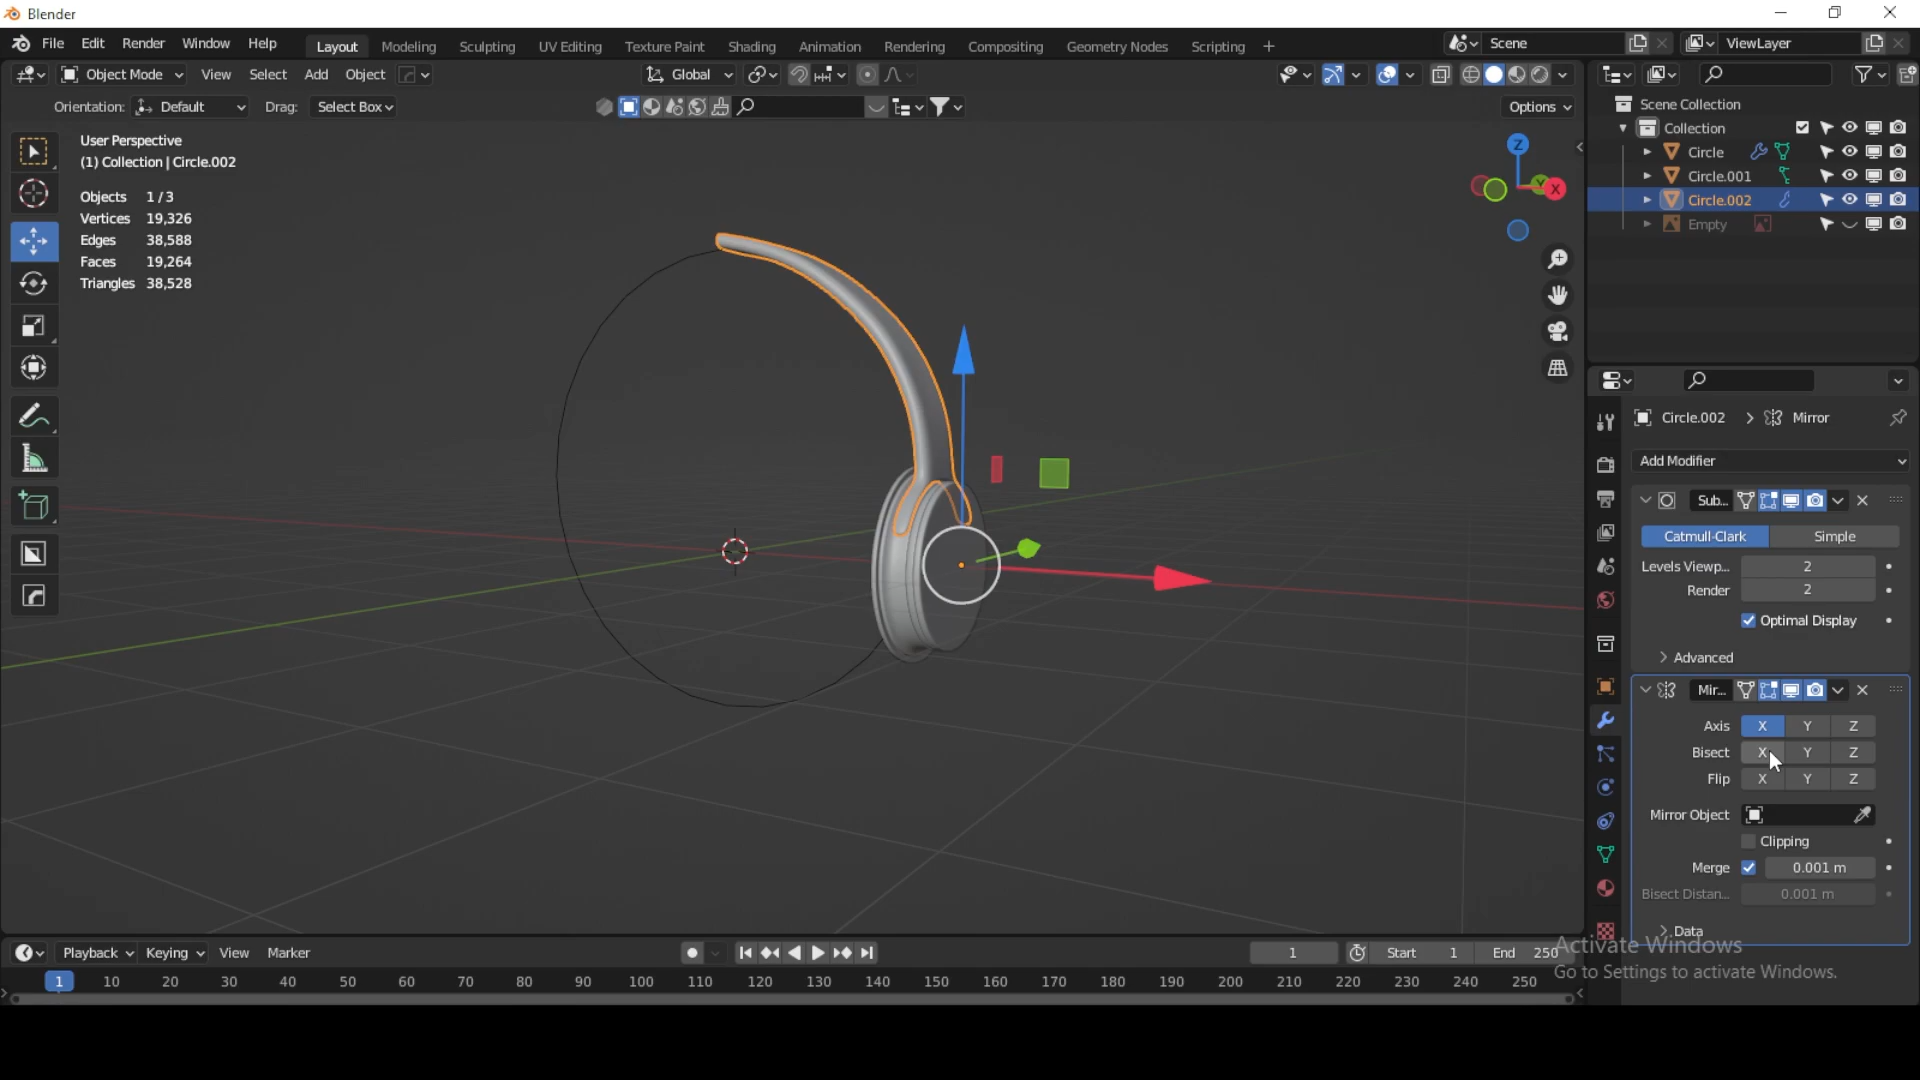 Blender
File Edit Render Window Help Layout Modeling Sculpting UV Editing Texture Paint Shading Animation Rendering Compositing Geometry Nodes Scripting + Scene ViewLayer
Object Mode View Select Add Object Global
Orientation: Default Drag: Select Box Options
User Perspective
(1) Collection | Circle.002
Objects 1/3
Vertices 19,326
Edges 38,588
Faces 19,264
Triangles 38,528
Z
Y
X
Scene Collection
Collection
Circle
Circle.001
Circle.002
Empty
Circle.002 > Mirror
Add Modifier
Sub...
Catmull-Clark Simple
Levels Viewp... 2
Render 2
Optimal Display
Advanced
Mir...
Axis X Y Z
Bisect X Y Z
Flip X Y Z
Mirror Object
Clipping
Merge 0.001 m
Bisect Distan... 0.001 m
Data
Activate Windows
Go to Settings to activate Windows.
Playback Keying View Marker 1 Start 1 End 250
1 10 20 30 40 50 60 70 80 90 100 110 120 130 140 150 160 170 180 190 200 210 220 230 240 250